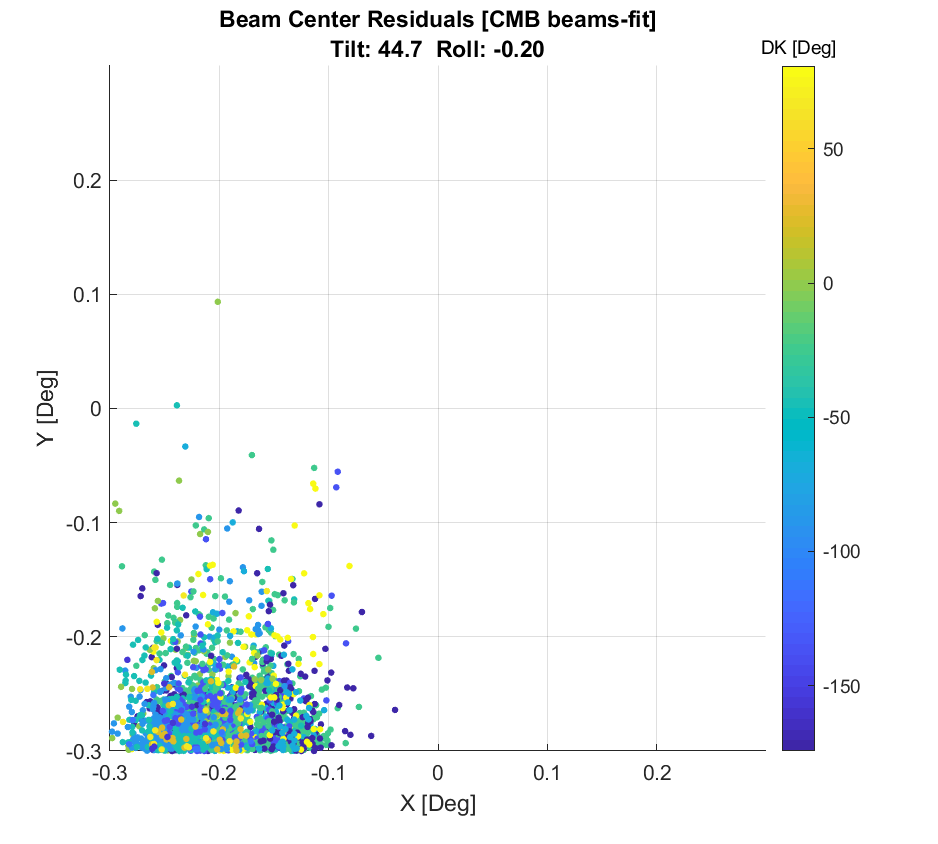 Beam Center Residuals [CMB beams-fit]
Tilt: 44.7  Roll: -0.20
DK [Deg]
50
0
-50
-100
-150
Y [Deg]
0.2
0.1
0
-0.1
-0.2
-0.3
-0.3 -0.2 -0.1 0 0.1 0.2
X [Deg]